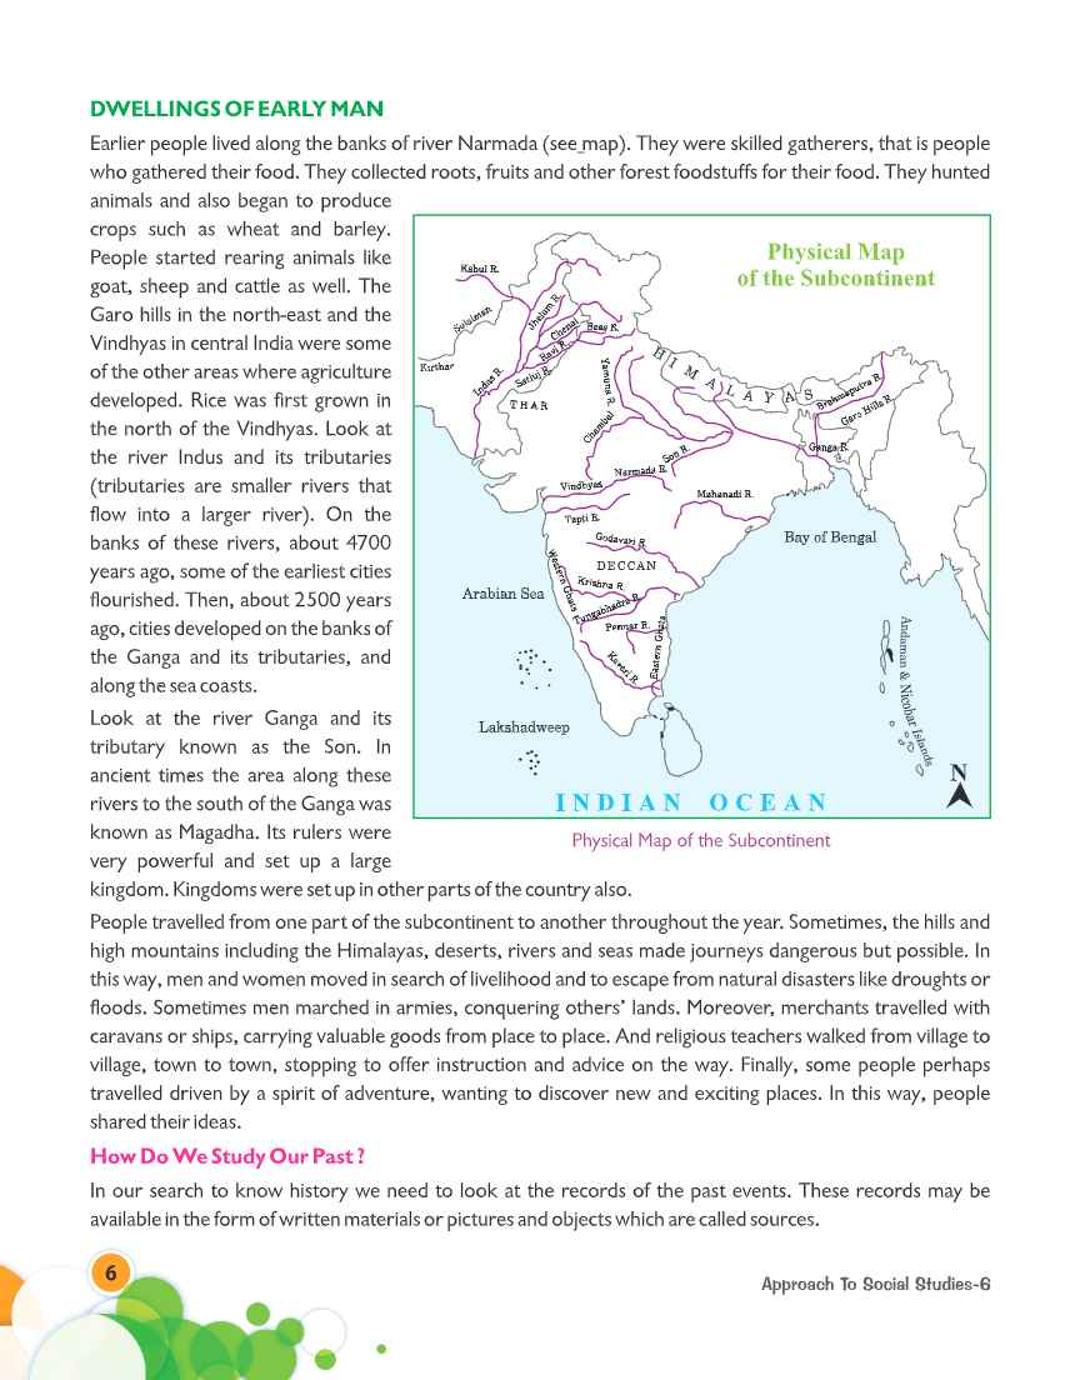 DWELLINGS OF EARLY MAN
Earlier people lived along the banks of river Narmada (see map). They were skilled gatherers, that is people
who gathered their food. They collected roots, fruits and other forest foodstuffs for their food. They hunted
animals and also began to produce
crops such as wheat and barley.
People started rearing animals like
goat, sheep and cattle as well. The
Garo hills in the north-east and the
Vindhyas in central India were some
of the other areas where agriculture
developed. Rice was first grown in
the north of the Vindhyas. Look at
the river Indus and its tributaries
(tributaries are smaller rivers that
flow into a larger river). On the
banks of these rivers, about 4700
years ago, some of the earliest cities
flourished. Then, about 2500 years
ago, cities developed on the banks of
the Ganga and its tributaries, and
along the sea coasts.
Look at the river Ganga and its
tributary known as the Son. In
ancient times the area along these
rivers to the south of the Ganga was
known as Magadha. Its rulers were
very powerful and set up a large
kingdom. Kingdoms were set up in other parts of the country also.
Physical Map
of the Subcontinent
Kabul R.
Sulaiman
Kirthar
Jhelum R.
Chenal
Beas R.
Ravi R.
Satluj R.
Indus R.
THAR
Yamuna R.
HIMALAYAS
Brahmaputra R.
Garo Hills R.
Chambal
Ganga R.
Son R.
Narmada R.
Vindhyas
Mahanadi R.
Tapti R.
Bay of Bengal
Godavari R.
DECCAN
Western Ghats
Krishna R.
Arabian Sea
Tungabhadra R.
Pennar R.
Eastern Ghats
Kaveri R.
Andaman & Nicobar Islands
Lakshadweep
N
INDIAN OCEAN
Physical Map of the Subcontinent
People travelled from one part of the subcontinent to another throughout the year. Sometimes, the hills and
high mountains including the Himalayas, deserts, rivers and seas made journeys dangerous but possible. In
this way, men and women moved in search of livelihood and to escape from natural disasters like droughts or
floods. Sometimes men marched in armies, conquering others' lands. Moreover, merchants travelled with
caravans or ships, carrying valuable goods from place to place. And religious teachers walked from village to
village, town to town, stopping to offer instruction and advice on the way. Finally, some people perhaps
travelled driven by a spirit of adventure, wanting to discover new and exciting places. In this way, people
shared their ideas.
How Do We Study Our Past ?
In our search to know history we need to look at the records of the past events. These records may be
available in the form of written materials or pictures and objects which are called sources.
6
Approach To Social Studies-6